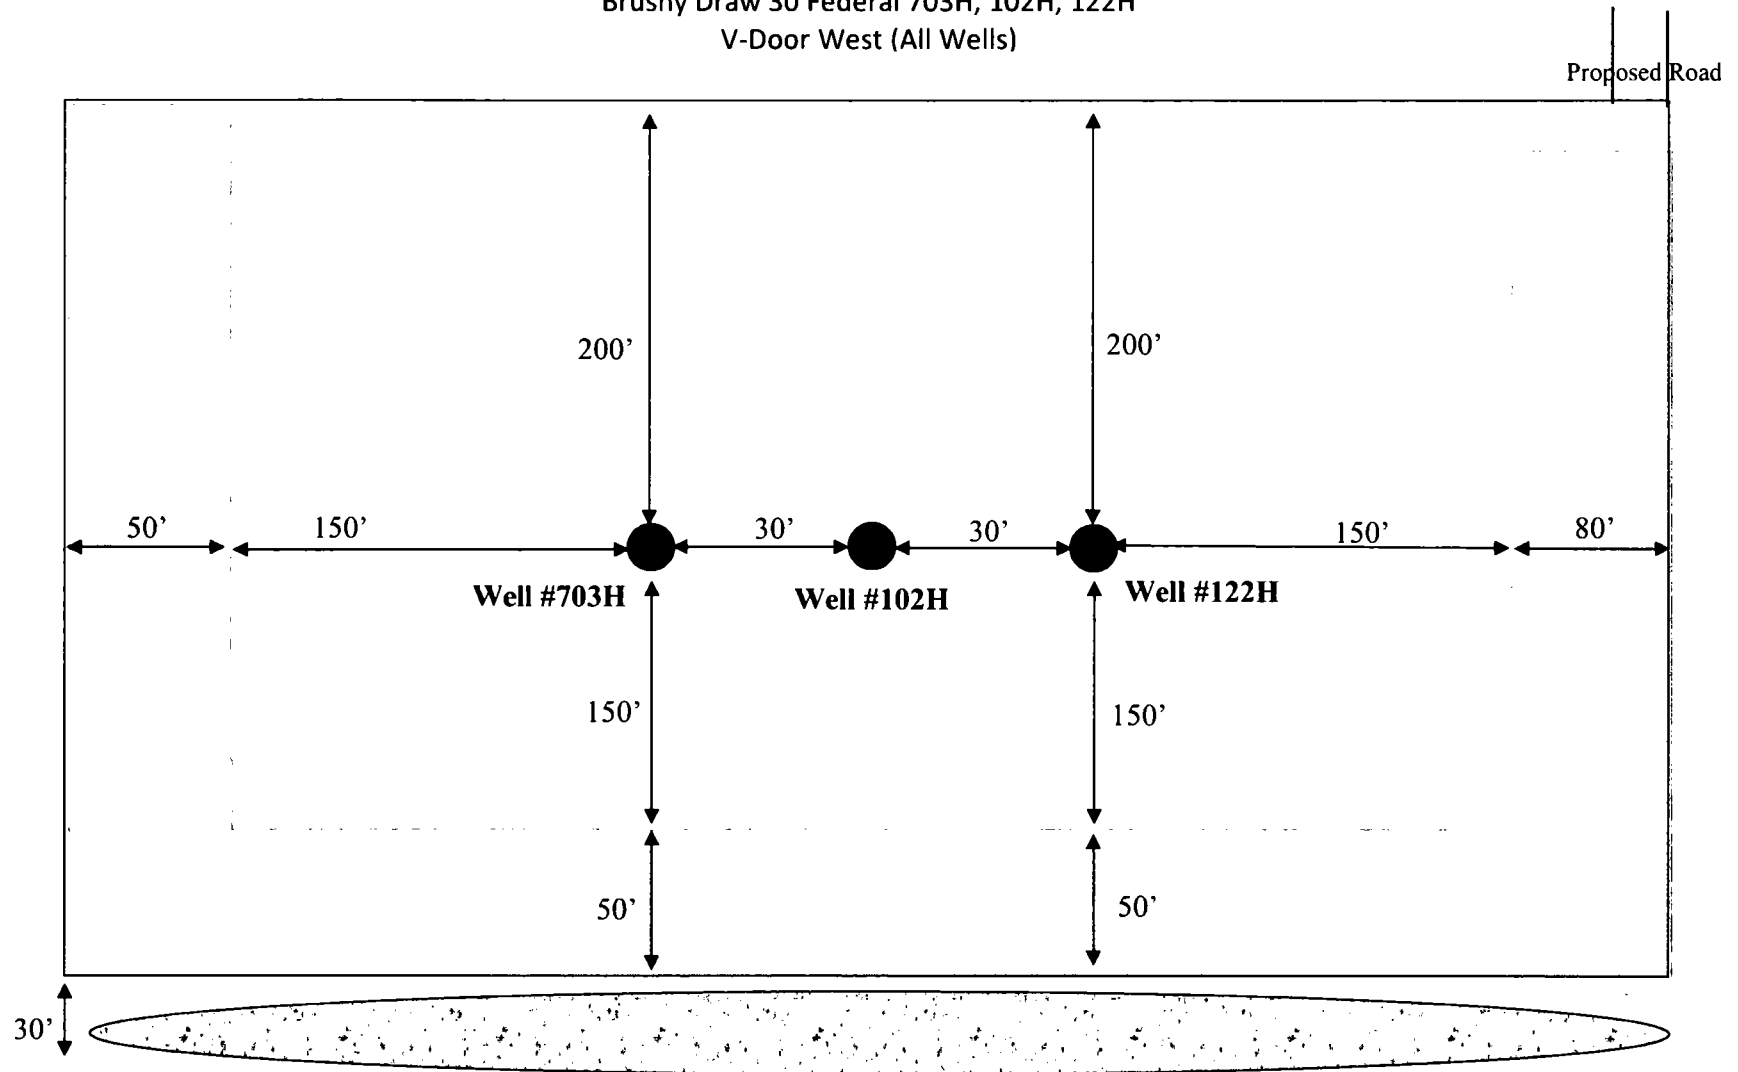 Brushy Draw 30 Federal 703H, 102H, 122H
V-Door West (All Wells)
Proposed Road
200’
200’
50’
150’
30’
30’
150’
80’
Well #703H
Well #102H
Well #122H
150’
150’
50’
50’
30’